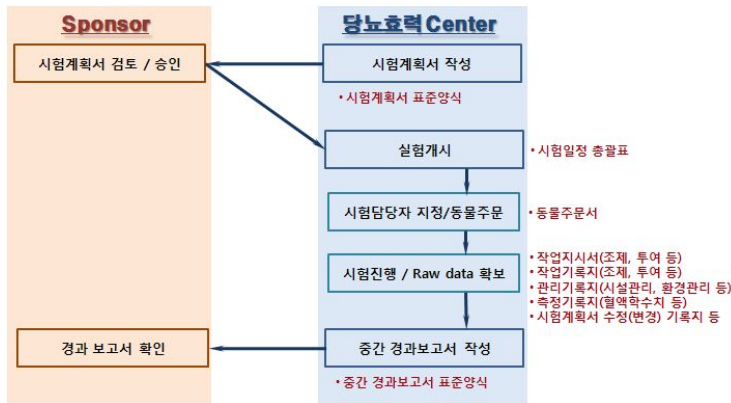 Sponsor
당뇨효력Center
시험계획서 검토 / 승인
시험계획서 작성
• 시험계획서 표준양식
실험개시
• 시험일정 총괄표
시험담당자 지정/동물주문
• 동물주문서
시험진행 / Raw data 확보
• 작업지시서(조제, 투여 등)
• 작업기록지(조제, 투여 등)
• 관리기록지(시설관리, 환경관리 등)
• 측정기록지(혈액학수치 등)
• 시험계획서 수정(변경) 기록지 등
경과 보고서 확인
중간 경과보고서 작성
• 중간 경과보고서 표준양식